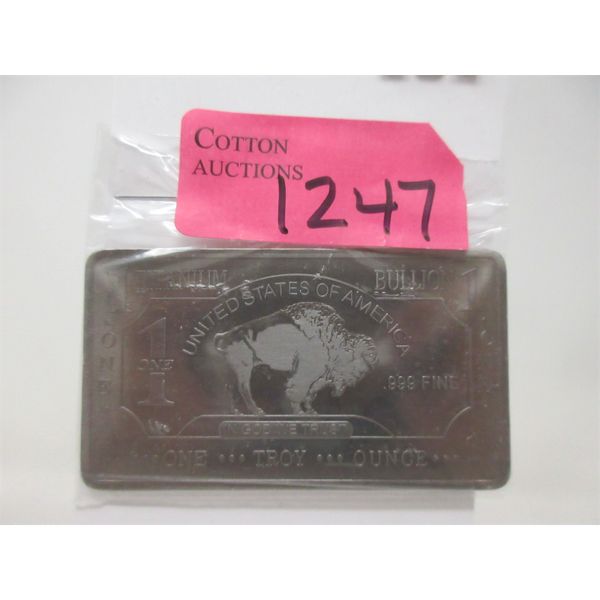 COTTON
AUCTIONS
1247
TITANIUM BULLION
UNITED STATES OF AMERICA
1 ONE
.999 FINE
IN GOD WE TRUST
ONE TROY OUNCE